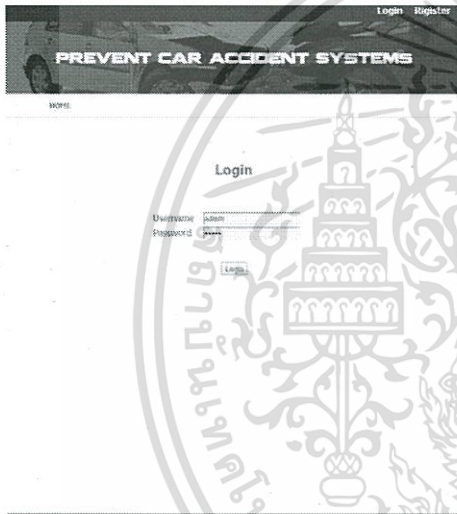 Login Register
PREVENT CAR ACCIDENT SYSTEMS
Home
Login
Username admin
Password
Login